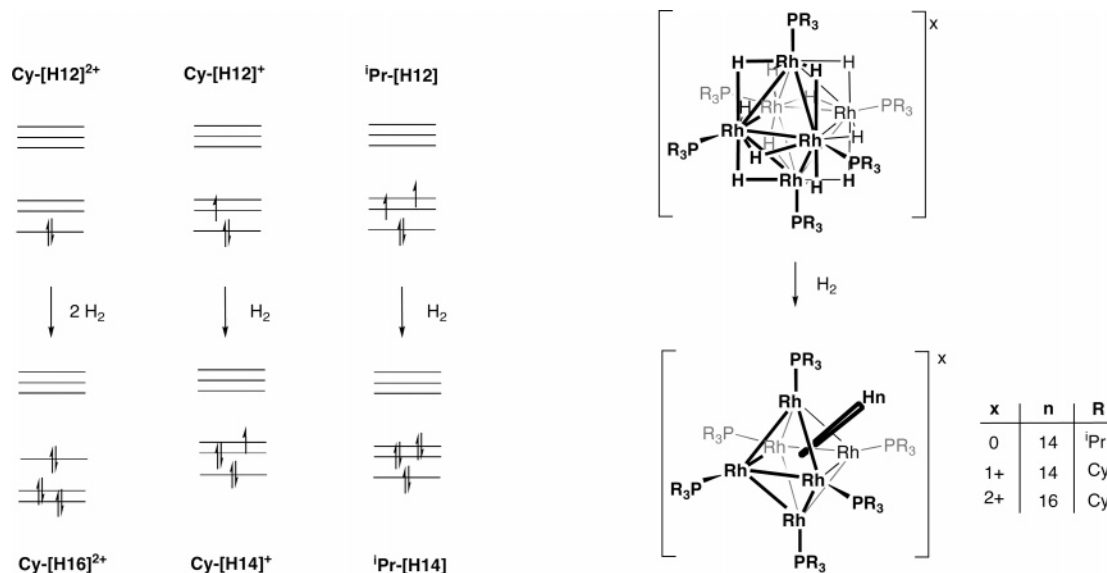 Cy-[H12]²⁺ Cy-[H12]⁺ ⁱPr-[H12]
2 H₂ H₂ H₂
Cy-[H16]²⁺ Cy-[H14]⁺ ⁱPr-[H14]
x
PR₃
H Rh H H
H
R₃P Rh H Rh PR₃
H
Rh Rh H
R₃P H H PR₃
H Rh H H
PR₃
H₂
x
PR₃
Hn
Rh
R₃P Rh Rh PR₃
Rh Rh
R₃P PR₃
Rh
PR₃
x n R
0 14 ⁱPr
1+ 14 Cy
2+ 16 Cy